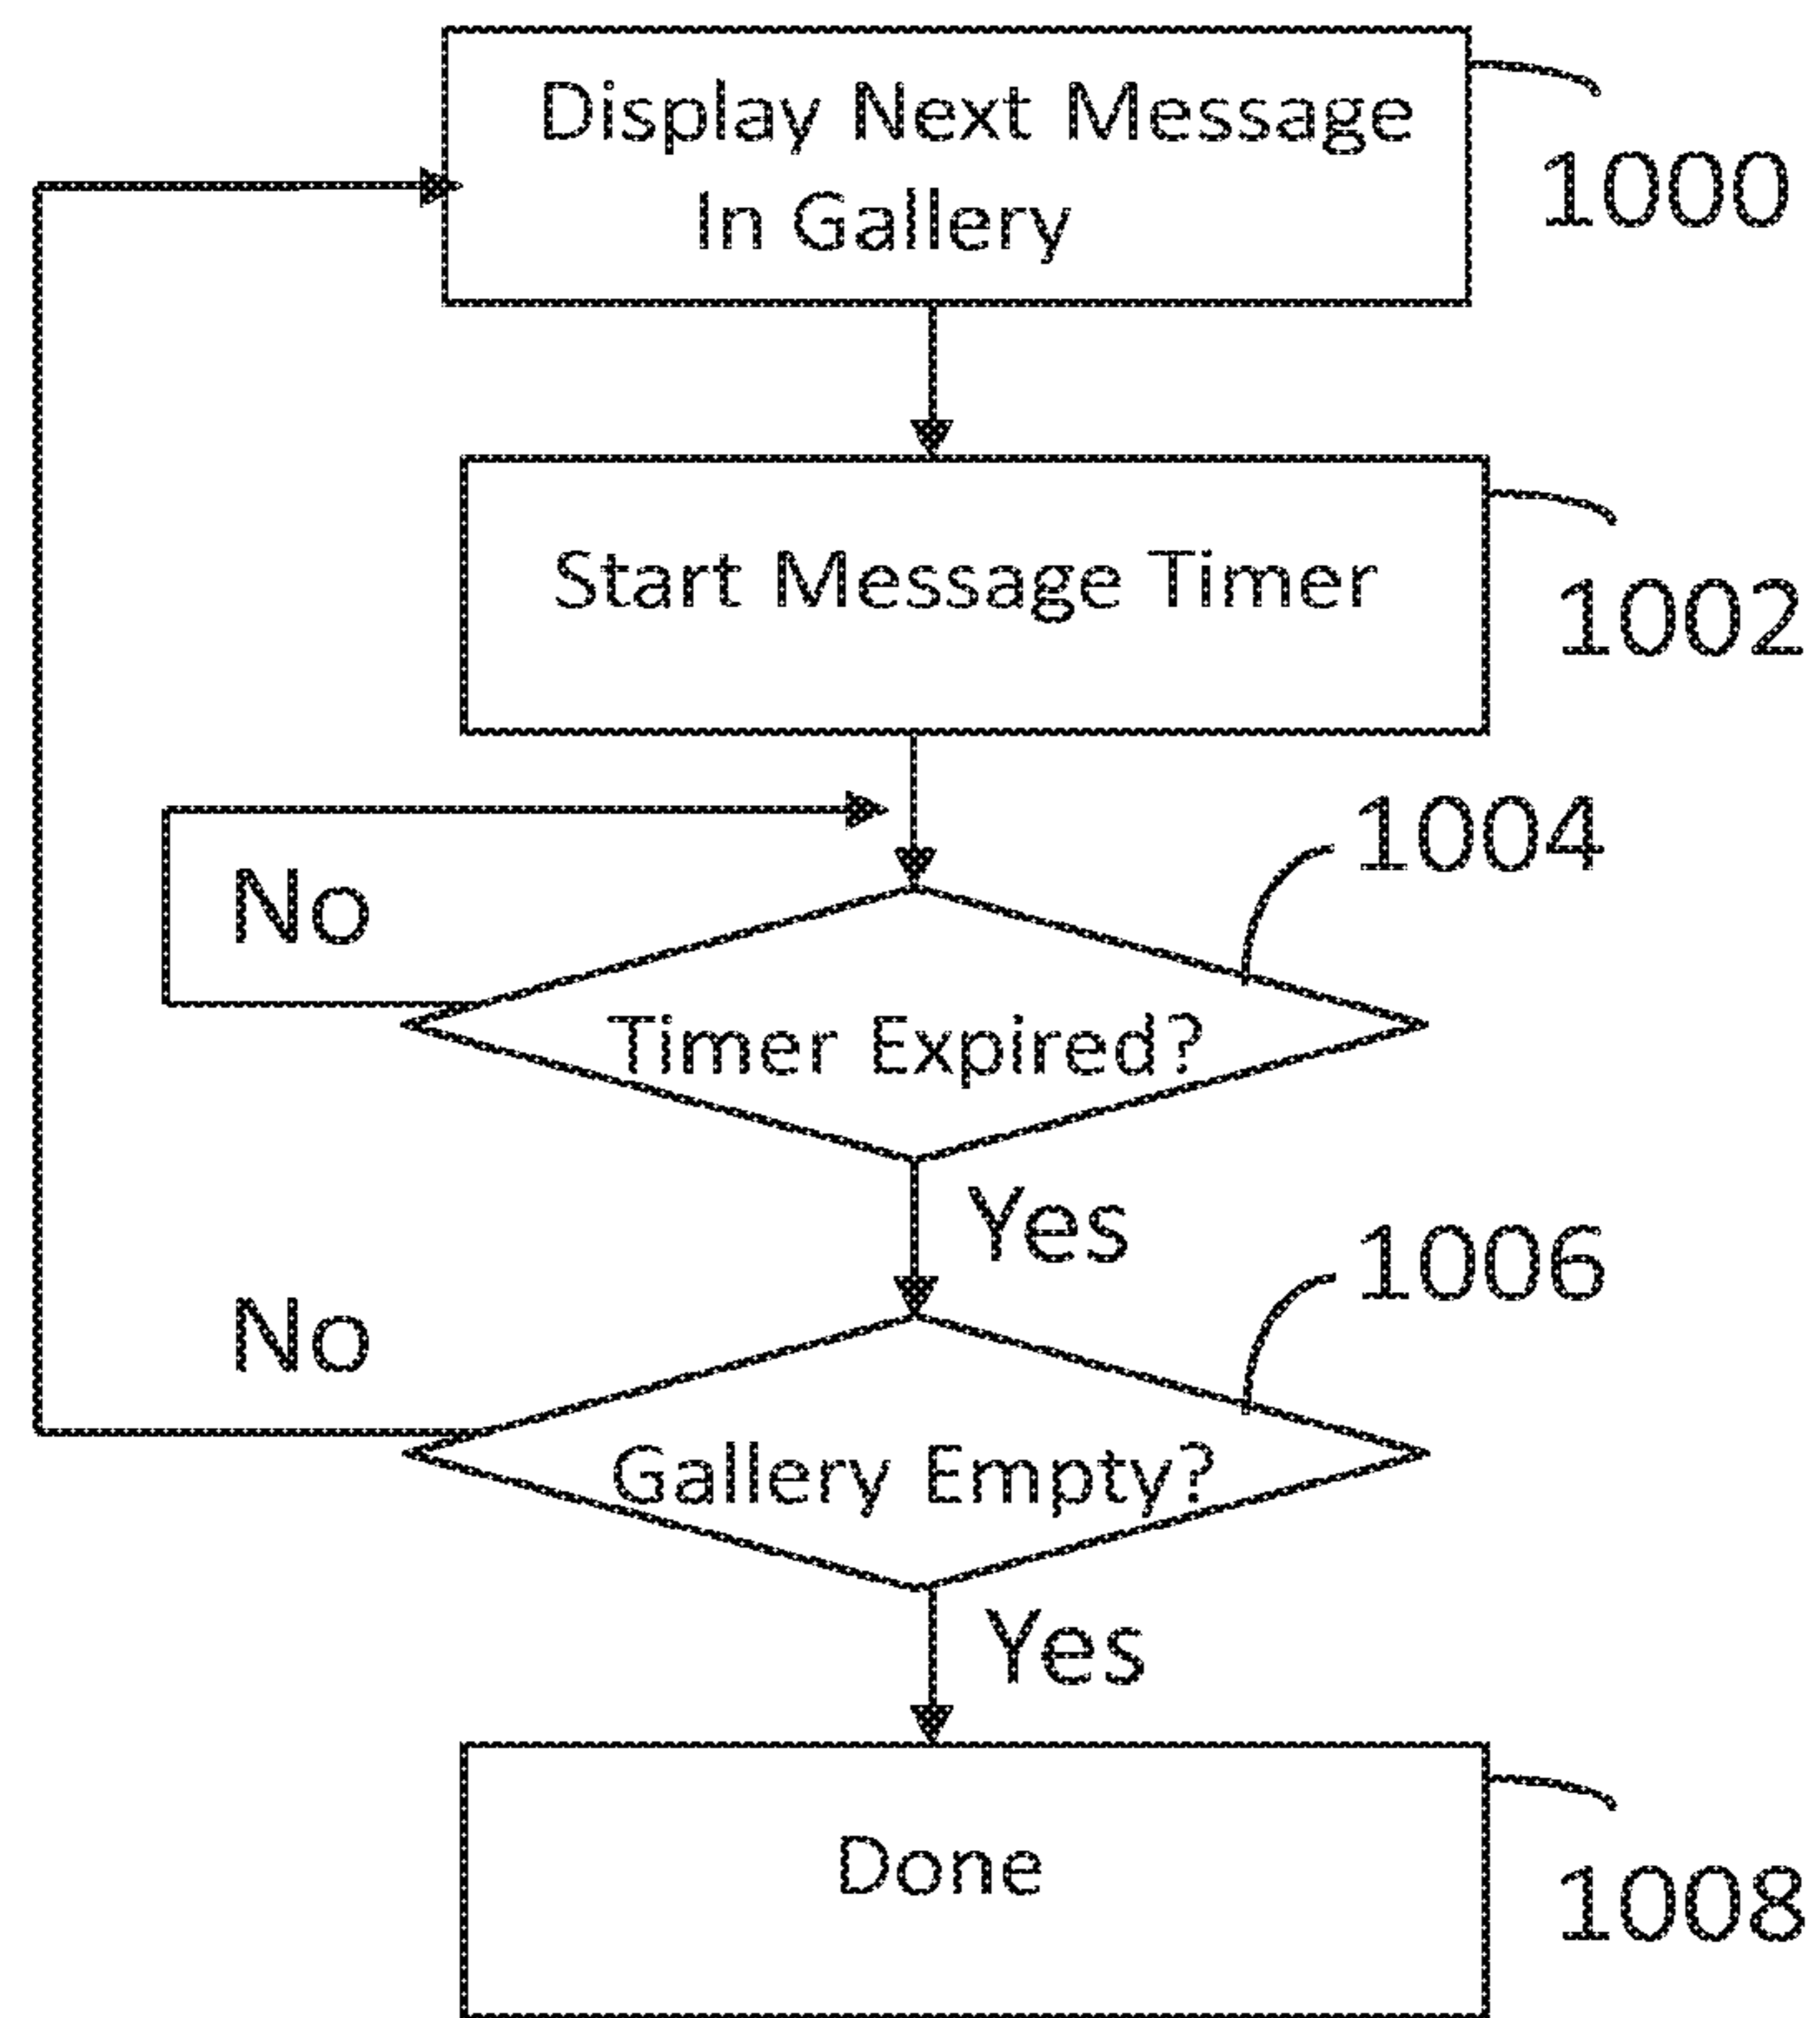 Display Next Message
In Gallery
1000
Start Message Timer
1002
1004
No
Timer Expired?
Yes
1006
No
Gallery Empty?
Yes
Done
1008